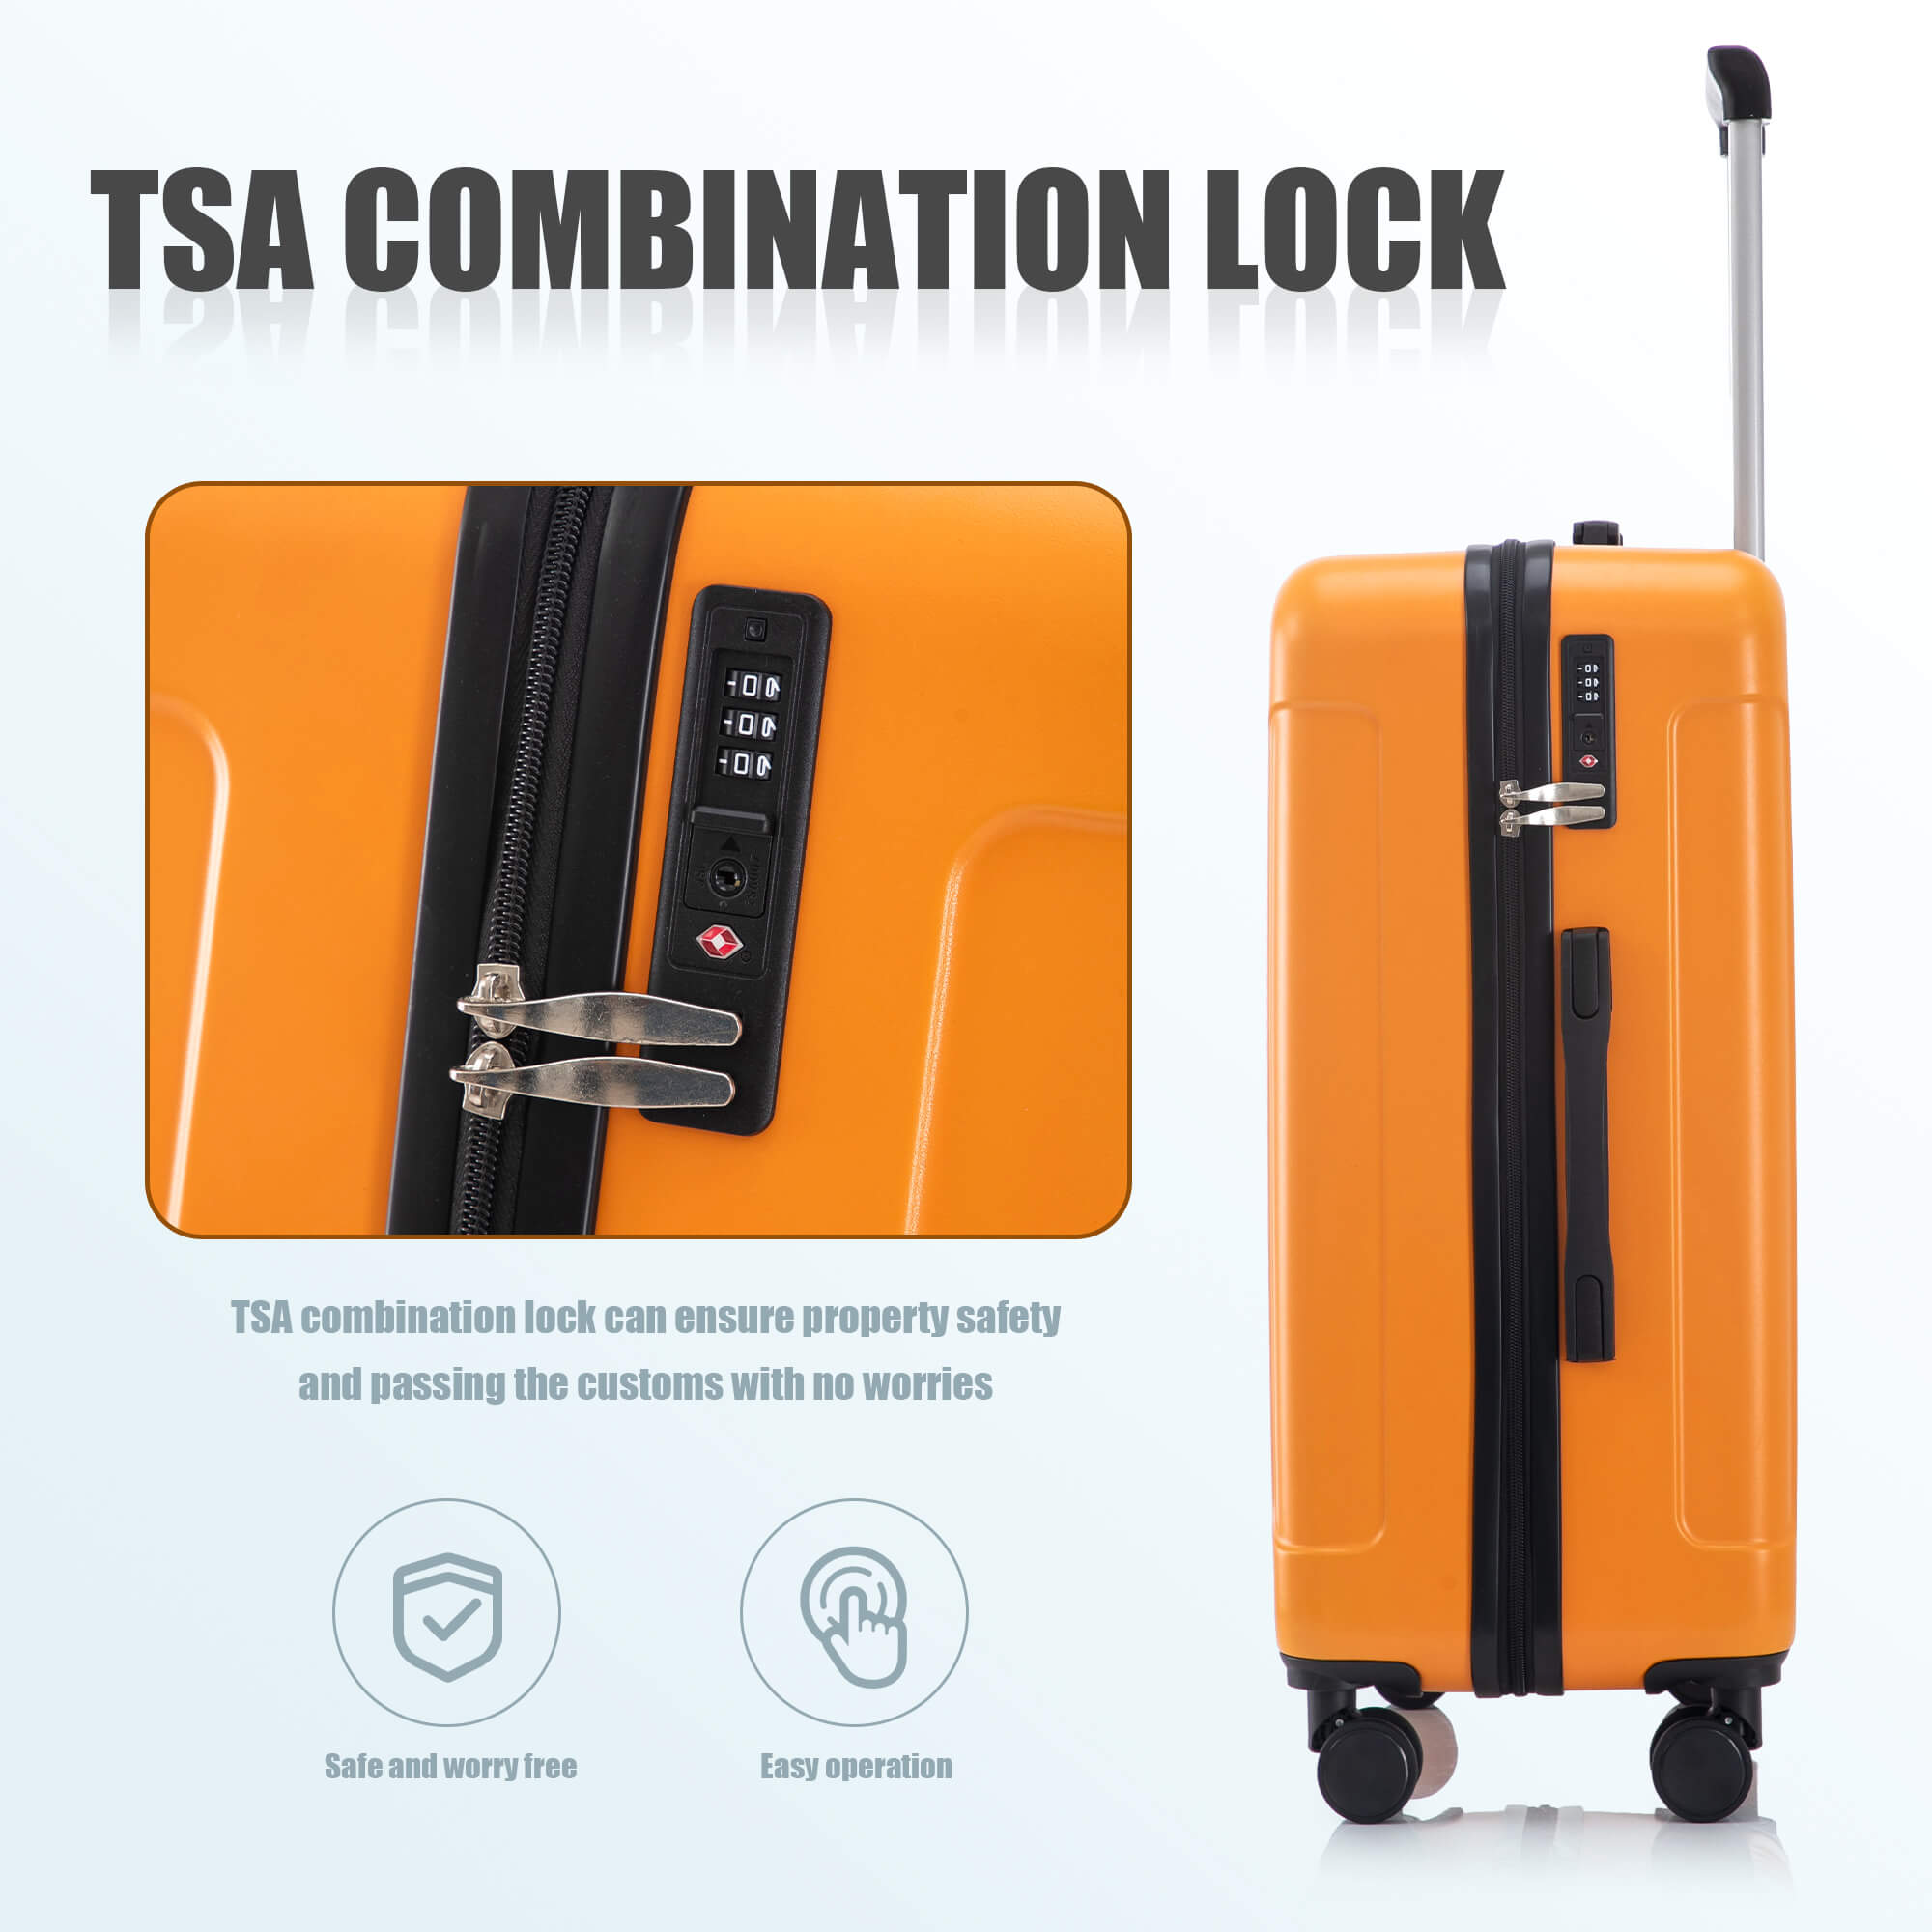 TSA COMBINATION LOCK
TSA combination lock can ensure property safety
and passing the customs with no worries
Safe and worry free
Easy operation